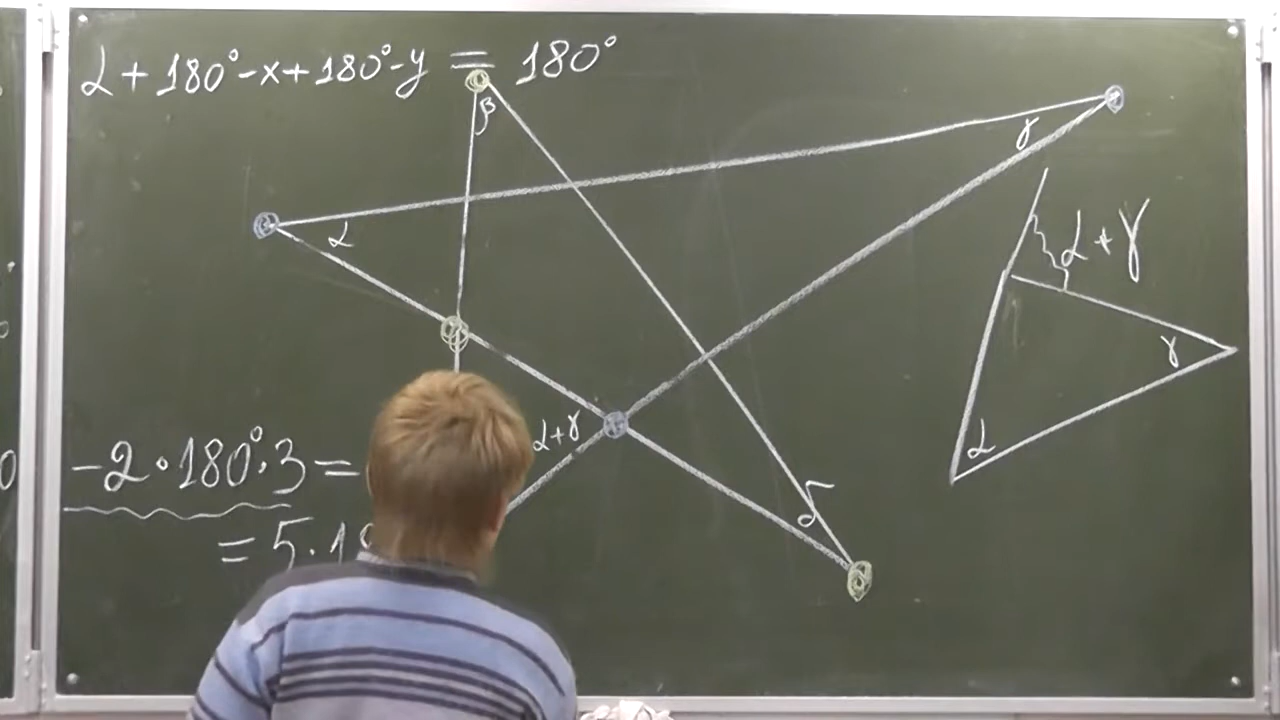 α + 180° - x + 180° - y = 180°
β
γ
α
α + γ
γ
α
α+γ
-2 · 180° · 3 =
= 5 · 1
δ